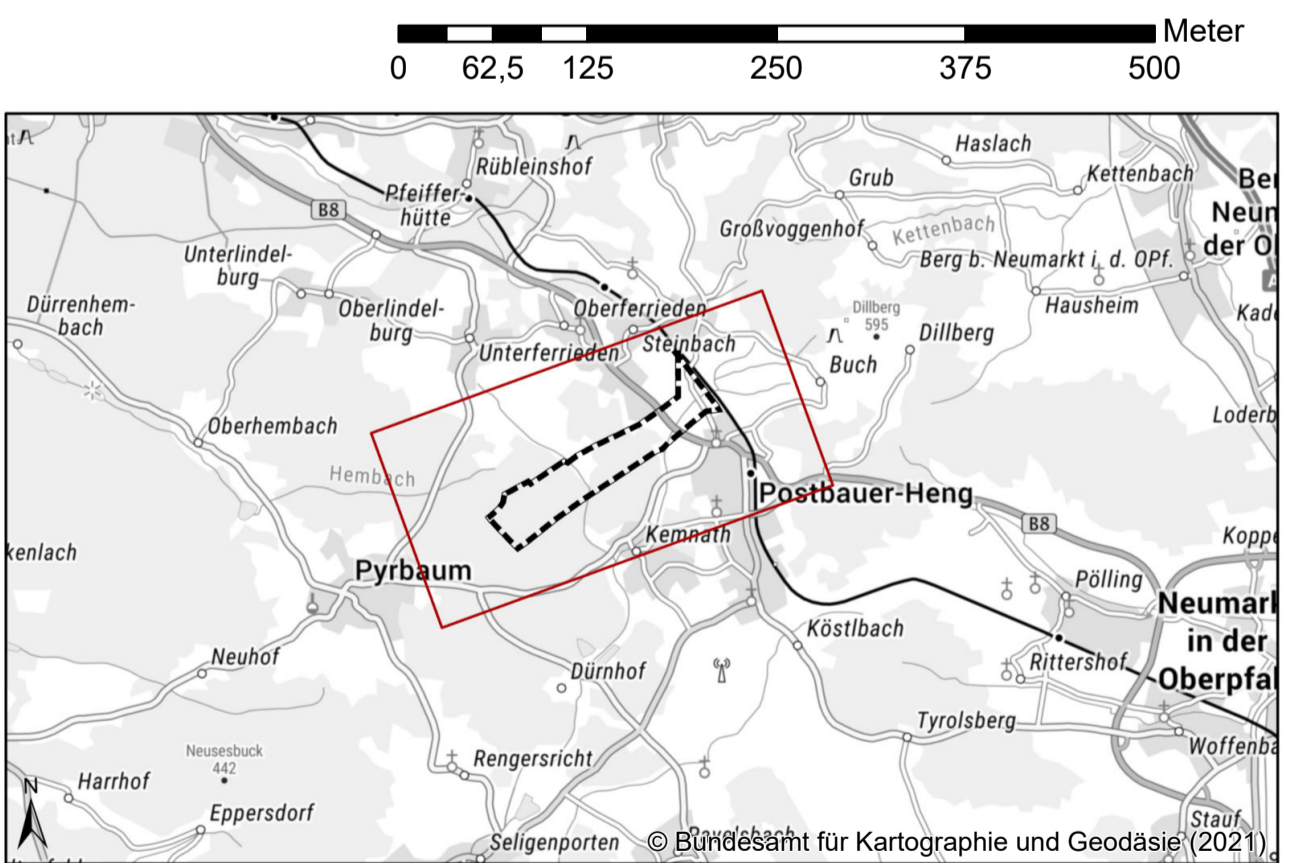 Meter
0 62,5 125 250 375 500
Haslach
Rübleinshof
Kettenbach
Grub
Pfeiffer-
hütte
B8
Großvoggenhof
Kettenbach
Unterlindel-
burg
Berg b. Neumarkt i. d. OPf.
Dürrenhem-
bach
Oberlindel-
burg
Oberferrieden
Hausheim
Dillberg
595
Dillberg
Unterferrieden
Steinbach
Buch
Oberhembach
Hembach
Postbauer-Heng
B8
Kemnath
Pyrbaum
Pölling
Neumark
in der
Oberpfal
Köstlbach
Neuhof
Dürnhof
Rittershof
Tyrolsberg
Woffenba
Neusesbuck
442
Rengersricht
Harrhof
N
Eppersdorf
Stauf
Seligenporten
© Bundesamt für Kartographie und Geodäsie (2021)